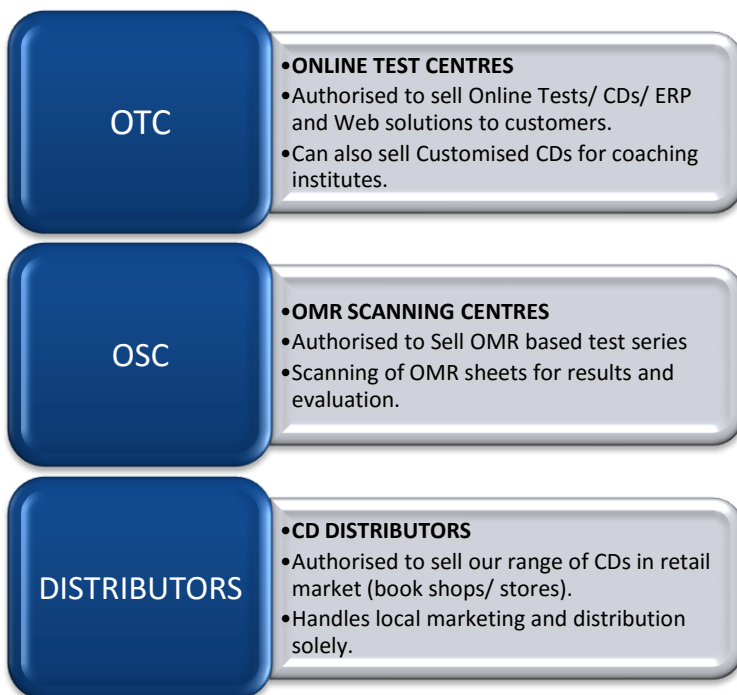 OTC
•ONLINE TEST CENTRES
•Authorised to sell Online Tests/ CDs/ ERP
and Web solutions to customers.
•Can also sell Customised CDs for coaching
institutes.
OSC
•OMR SCANNING CENTRES
•Authorised to Sell OMR based test series
•Scanning of OMR sheets for results and
evaluation.
DISTRIBUTORS
•CD DISTRIBUTORS
•Authorised to sell our range of CDs in retail
market (book shops/ stores).
•Handles local marketing and distribution
solely.